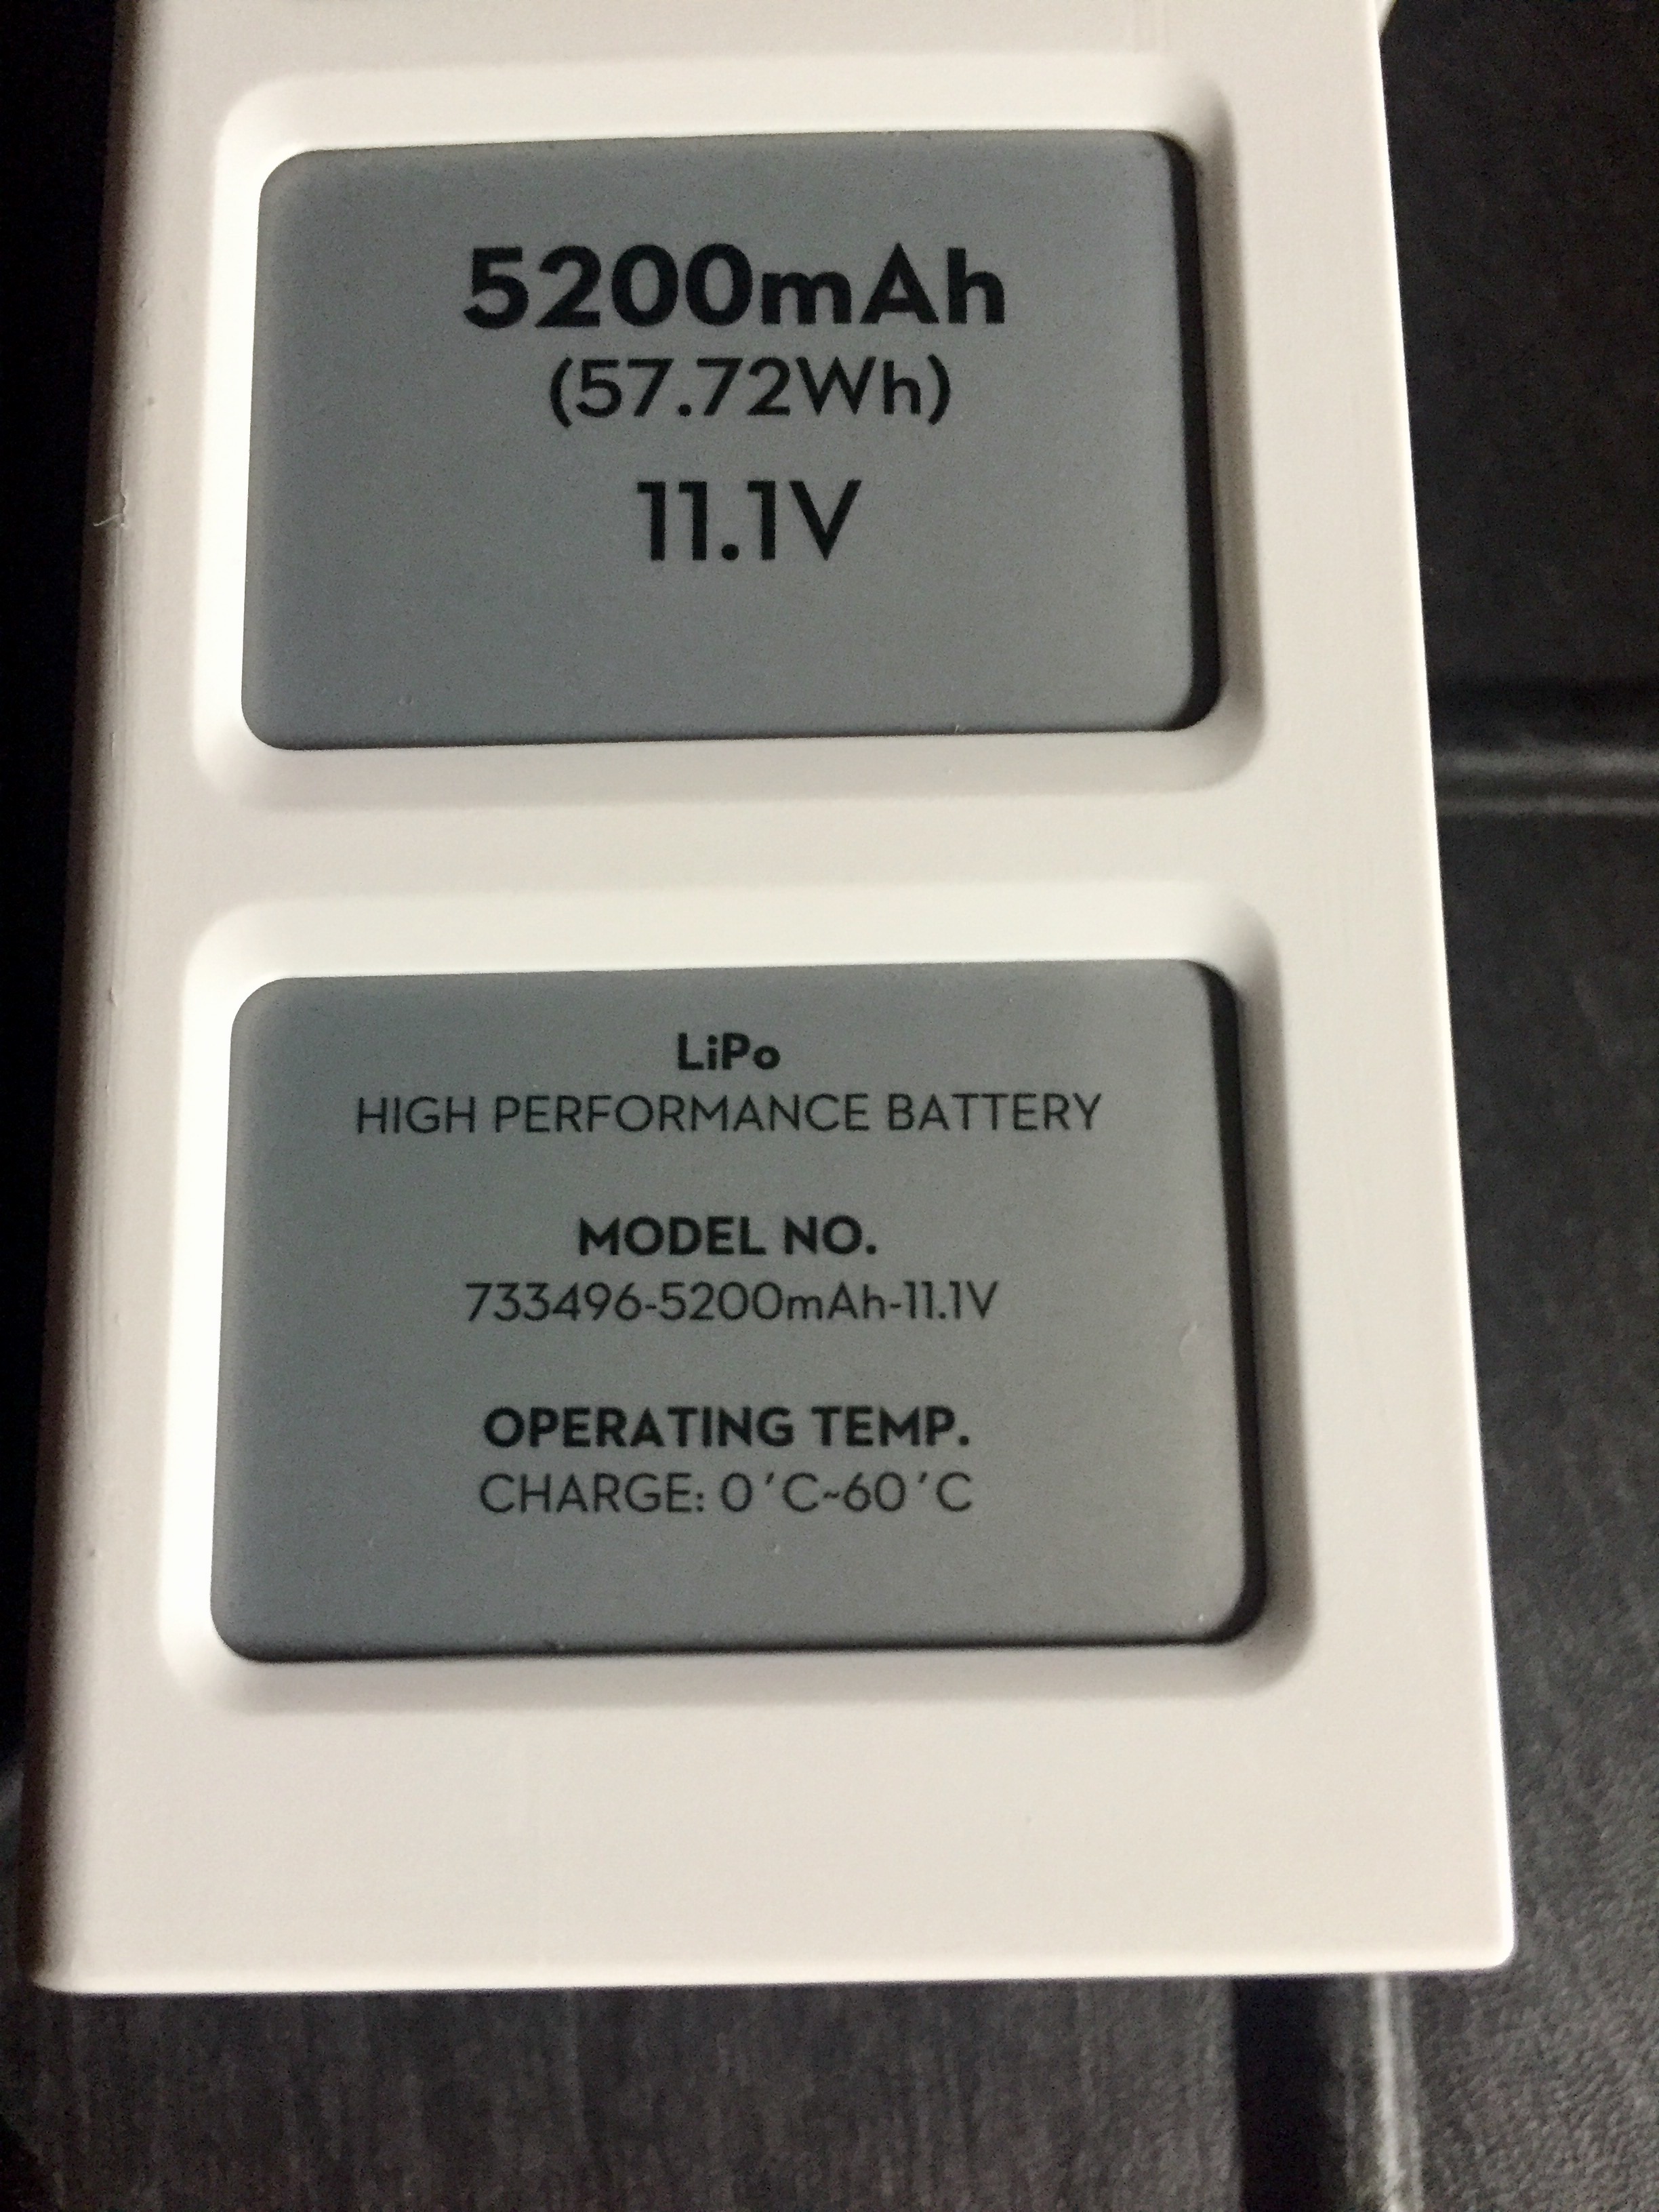 5200mAh
(57.72Wh)
11.1V
LiPo
HIGH PERFORMANCE BATTERY
MODEL NO.
733496-5200mAh-11.1V
OPERATING TEMP.
CHARGE: 0'C~60'C